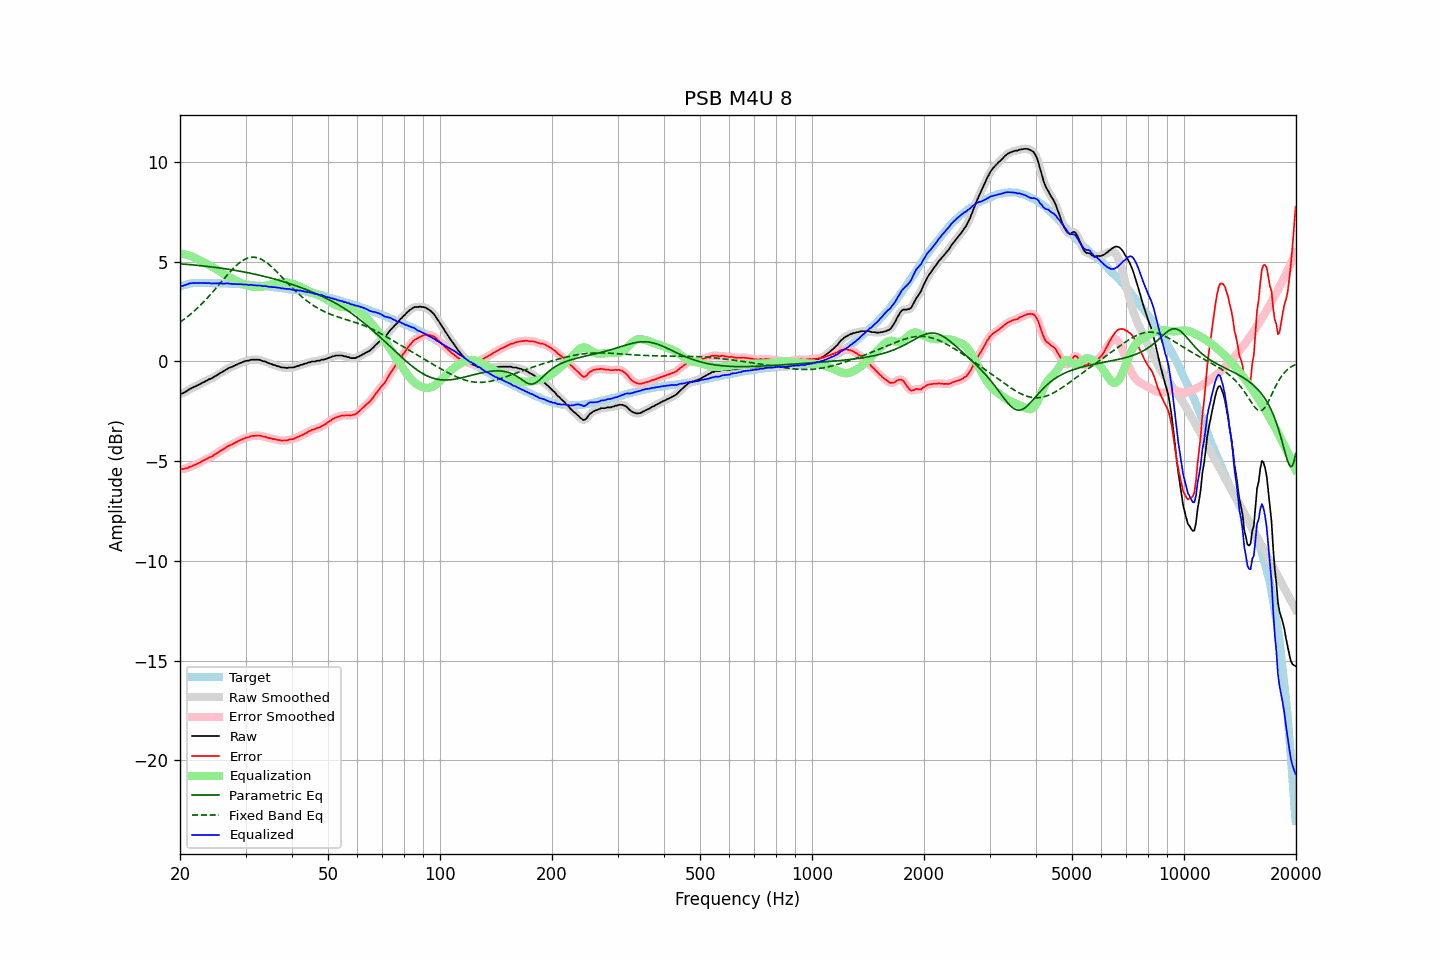 PSB M4U 8
Amplitude (dBr)
10
5
0
−5
−10
−15
−20
Target
Raw Smoothed
Error Smoothed
Raw
Error
Equalization
Parametric Eq
Fixed Band Eq
Equalized
20 50 100 200 500 1000 2000 5000 10000 20000
Frequency (Hz)